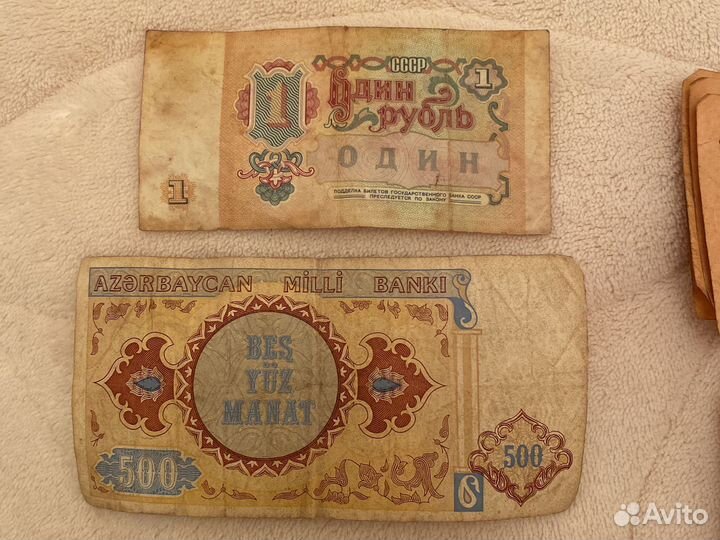 СССР
1
1
Один
рубль
ОДИН
1
ПОДДЕЛКА БИЛЕТОВ ГОСУДАРСТВЕННОГО БАНКА СССР
ПРЕСЛЕДУЕТСЯ ПО ЗАКОНУ
AZƏRBAYCAN MİLLİ BANKI
BEŞ
YÜZ
MANAT
500
500
Avito